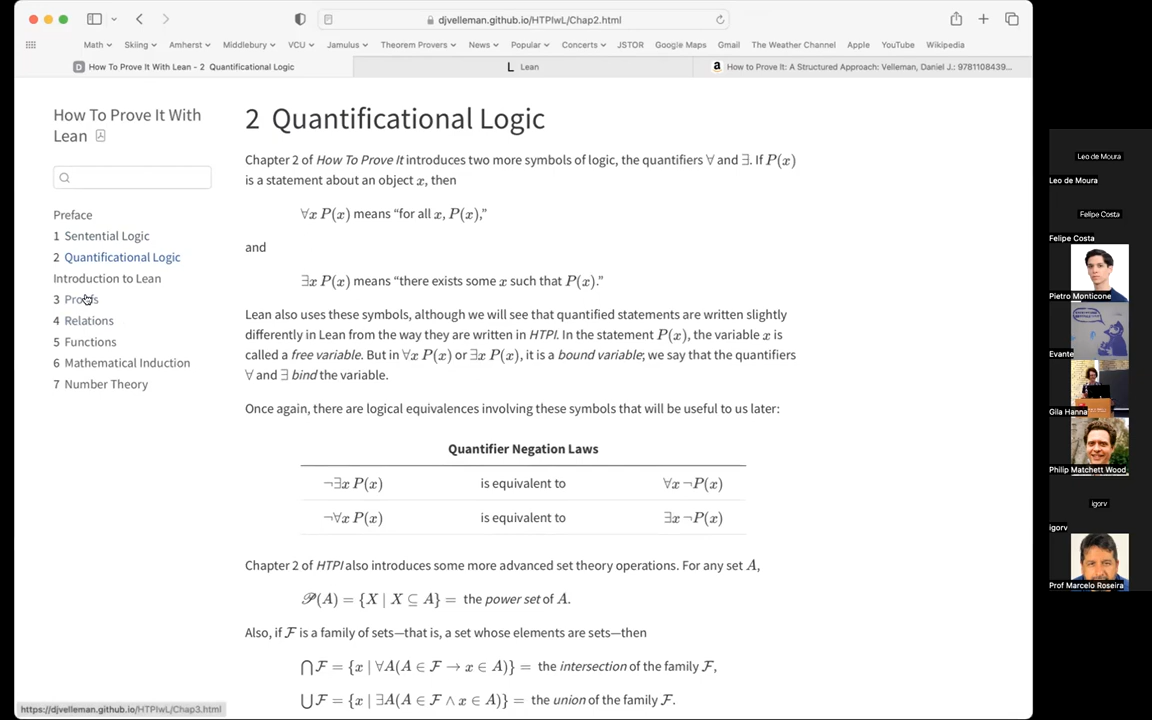 djvelleman.github.io/HTPIwL/Chap2.html
Math Skiing Amherst Middlebury VCU Jamulus Theorem Provers News Popular Concerts JSTOR Google Maps Gmail The Weather Channel Apple YouTube Wikipedia
D How To Prove It With Lean - 2 Quantificational Logic
L Lean
a How to Prove It: A Structured Approach: Velleman, Daniel J.: 9781108439...
How To Prove It With
Lean
Preface
1 Sentential Logic
2 Quantificational Logic
Introduction to Lean
3 Proofs
4 Relations
5 Functions
6 Mathematical Induction
7 Number Theory
2 Quantificational Logic
Chapter 2 of How To Prove It introduces two more symbols of logic, the quantifiers ∀ and ∃. If P(x)
is a statement about an object x, then
∀x P(x) means “for all x, P(x),”
and
∃x P(x) means “there exists some x such that P(x).”
Lean also uses these symbols, although we will see that quantified statements are written slightly
differently in Lean from the way they are written in HTPI. In the statement P(x), the variable x is
called a free variable. But in ∀x P(x) or ∃x P(x), it is a bound variable; we say that the quantifiers
∀ and ∃ bind the variable.
Once again, there are logical equivalences involving these symbols that will be useful to us later:
Quantifier Negation Laws
¬∃x P(x) is equivalent to ∀x ¬P(x)
¬∀x P(x) is equivalent to ∃x ¬P(x)
Chapter 2 of HTPI also introduces some more advanced set theory operations. For any set A,
𝒫(A) = {X | X ⊆ A} = the power set of A.
Also, if ℱ is a family of sets—that is, a set whose elements are sets—then
⋂ℱ = {x | ∀A(A ∈ ℱ → x ∈ A)} = the intersection of the family ℱ,
⋃ℱ = {x | ∃A(A ∈ ℱ ∧ x ∈ A)} = the union of the family ℱ.
https://djvelleman.github.io/HTPIwL/Chap3.html
Leo de Moura
Leo de Moura
Felipe Costa
Felipe Costa
Pietro Monticone
Evante
Gila Hanna
Philip Matchett Wood
igorv
igorv
Prof Marcelo Roseira